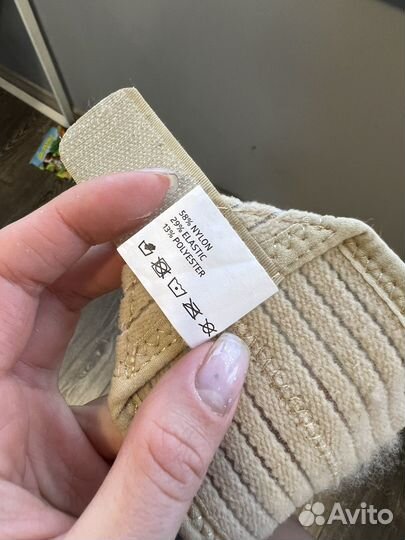 58% NYLON
29% ELASTIC
13% POLYESTER
Avito